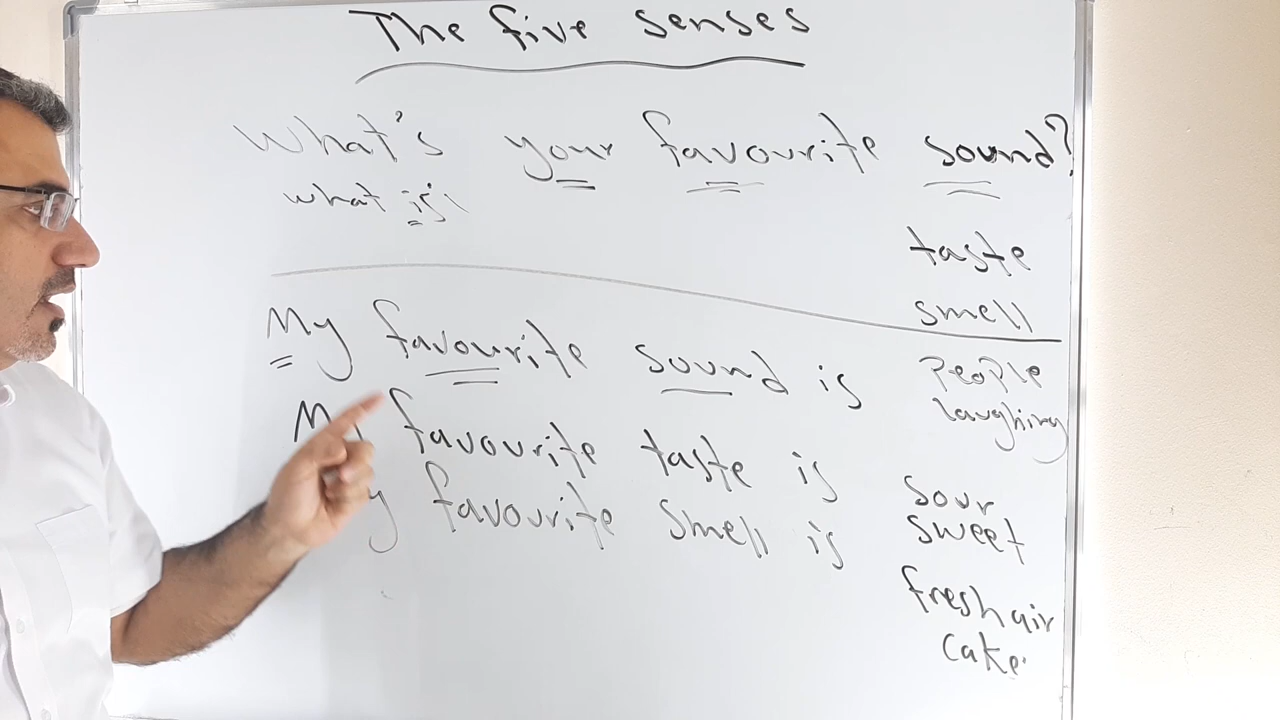 The five senses
What's your favourite sound?
what is
taste
smell
My favourite sound is people
laughing
My favourite taste is sour
sweet
My favourite smell is fresh air
cake